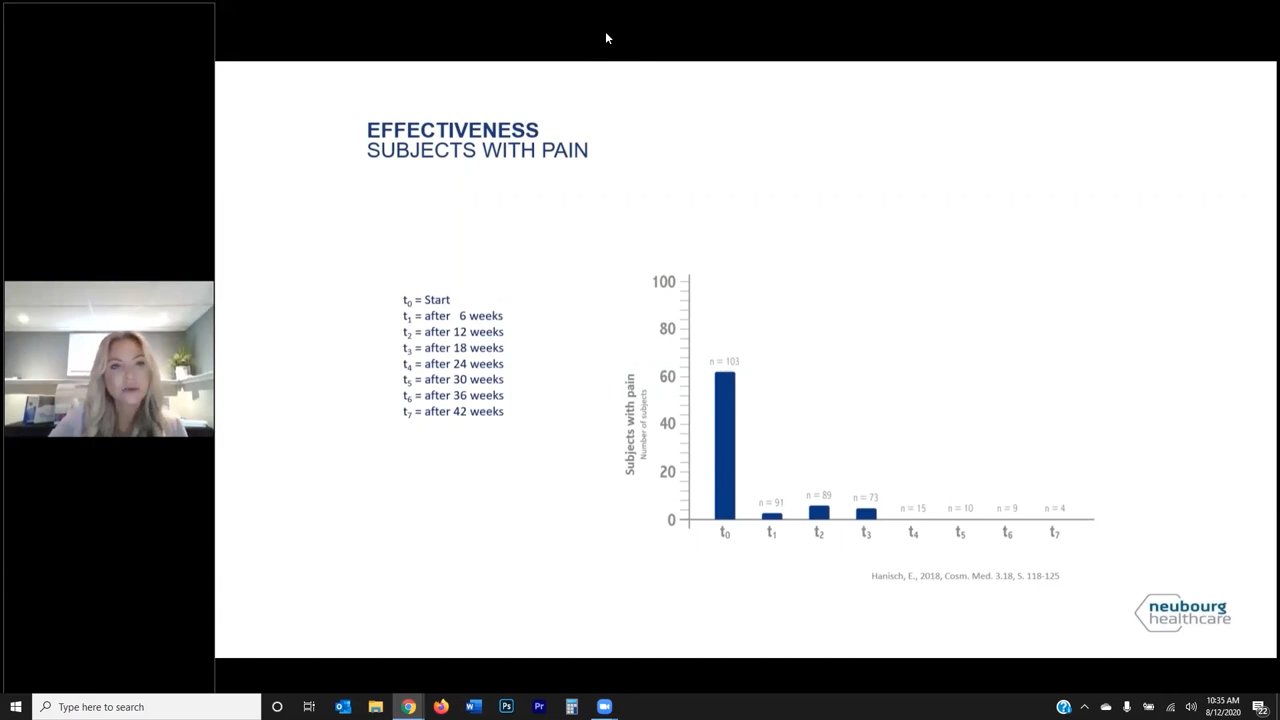 EFFECTIVENESS
SUBJECTS WITH PAIN
t0 = Start
t1 = after 6 weeks
t2 = after 12 weeks
t3 = after 18 weeks
t4 = after 24 weeks
t5 = after 30 weeks
t6 = after 36 weeks
t7 = after 42 weeks
Subjects with pain
Number of subjects
100
80
60
40
20
0
n = 103
n = 91
n = 89
n = 73
n = 15
n = 10
n = 9
n = 4
t0 t1 t2 t3 t4 t5 t6 t7
Hanisch, E., 2018, Cosm. Med. 3.18, S. 118-125
neubourg
healthcare
Type here to search
10:35 AM
8/12/2020
22